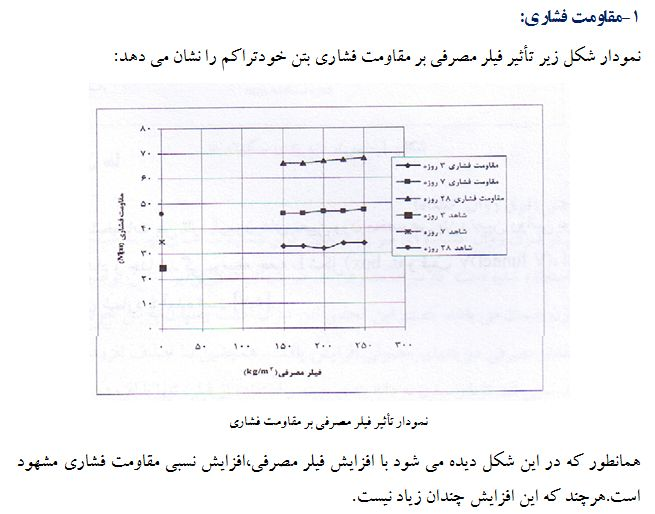 ۱-مقاومت فشاری:
نمودار شکل زیر تأثیر فیلر مصرفی بر مقاومت فشاری بتن خودتراکم را نشان می دهد:
۸۰
۷۰
۶۰
۵۰
۴۰
۳۰
۲۰
۱۰
۰
مقاومت فشاری (Mpa)
مقاومت فشاری ۳ روزه
مقاومت فشاری ۷ روزه
مقاومت فشاری ۲۸ روزه
شاهد ۳ روزه
شاهد ۷ روزه
شاهد ۲۸ روزه
۰ ۵۰ ۱۰۰ ۱۵۰ ۲۰۰ ۲۵۰ ۳۰۰
فیلر مصرفی(kg/m³)
نمودار تأثیر فیلر مصرفی بر مقاومت فشاری
همانطور که در این شکل دیده می شود با افزایش فیلر مصرفی،افزایش نسبی مقاومت فشاری مشهود
است.هرچند که این افزایش چندان زیاد نیست.